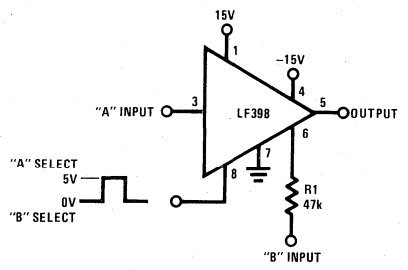 15V
1
−15V
4
"A" INPUT
3
LF398
5
OUTPUT
6
7
8
"A" SELECT
5V
0V
"B" SELECT
R1
47k
"B" INPUT